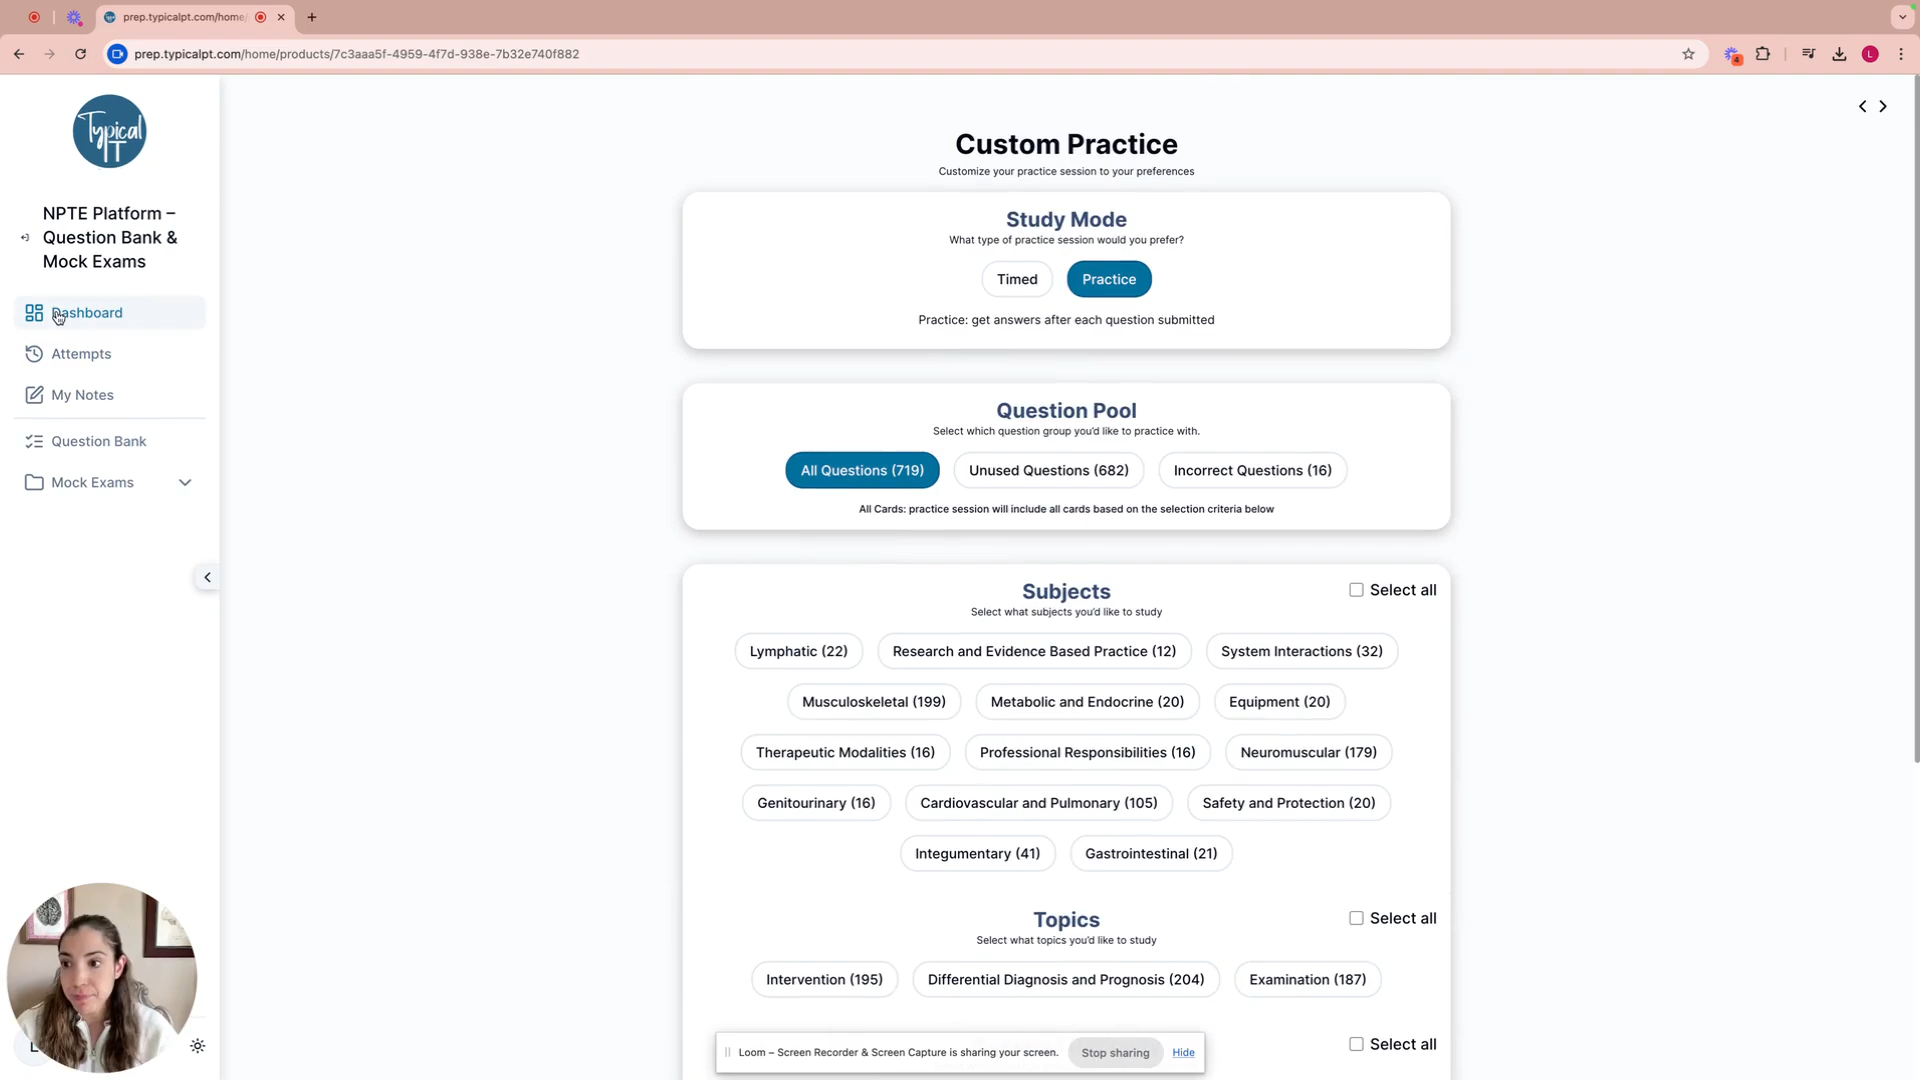 prep.typicalpt.com/home/
prep.typicalpt.com/home/products/7c3aaa5f-4959-4f7d-938e-7b32e740f882
4
L
Typical
PT
NPTE Platform –
Question Bank &
Mock Exams
Dashboard
Attempts
My Notes
Question Bank
Mock Exams
Custom Practice
Customize your practice session to your preferences
Study Mode
What type of practice session would you prefer?
Timed Practice
Practice: get answers after each question submitted
Question Pool
Select which question group you'd like to practice with.
All Questions (719) Unused Questions (682) Incorrect Questions (16)
All Cards: practice session will include all cards based on the selection criteria below
Subjects
Select all
Select what subjects you'd like to study
Lymphatic (22) Research and Evidence Based Practice (12) System Interactions (32)
Musculoskeletal (199) Metabolic and Endocrine (20) Equipment (20)
Therapeutic Modalities (16) Professional Responsibilities (16) Neuromuscular (179)
Genitourinary (16) Cardiovascular and Pulmonary (105) Safety and Protection (20)
Integumentary (41) Gastrointestinal (21)
Topics
Select all
Select what topics you'd like to study
Intervention (195) Differential Diagnosis and Prognosis (204) Examination (187)
Select all
Loom – Screen Recorder & Screen Capture is sharing your screen. Stop sharing Hide
L